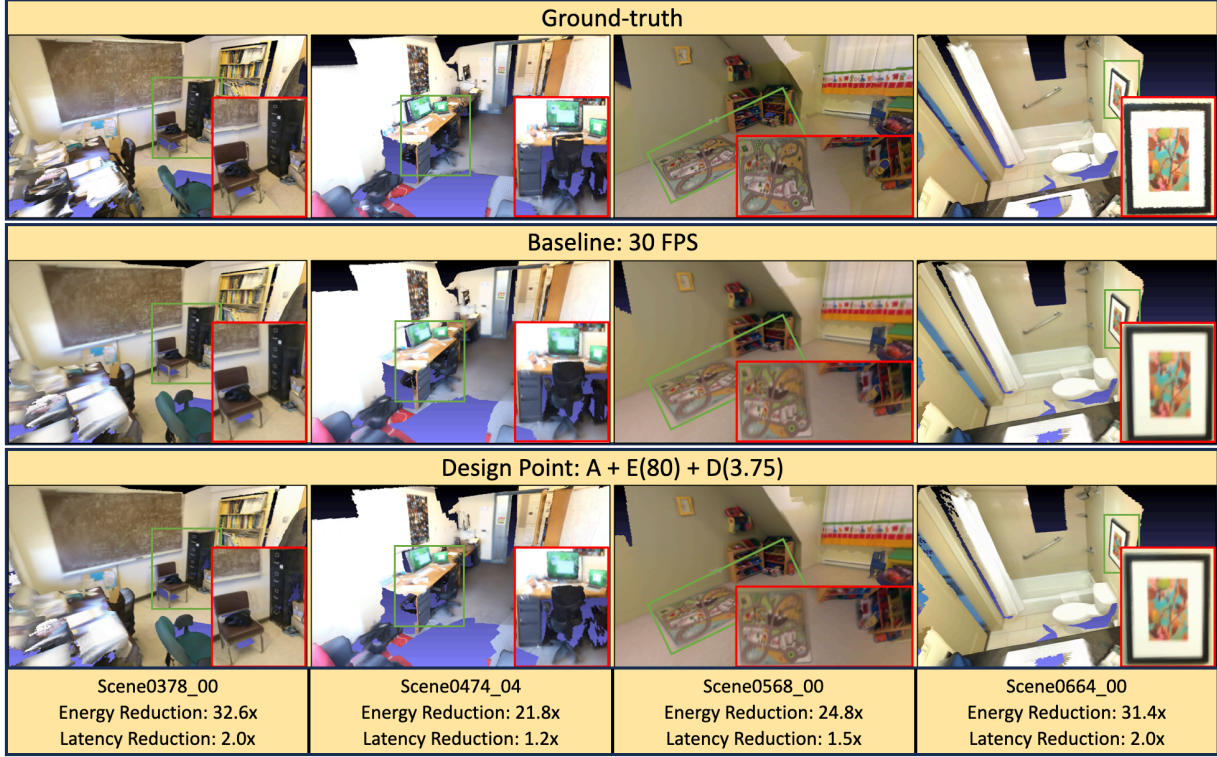 Ground-truth
Baseline: 30 FPS
Design Point: A + E(80) + D(3.75)
Scene0378_00
Energy Reduction: 32.6x
Latency Reduction: 2.0x
Scene0474_04
Energy Reduction: 21.8x
Latency Reduction: 1.2x
Scene0568_00
Energy Reduction: 24.8x
Latency Reduction: 1.5x
Scene0664_00
Energy Reduction: 31.4x
Latency Reduction: 2.0x